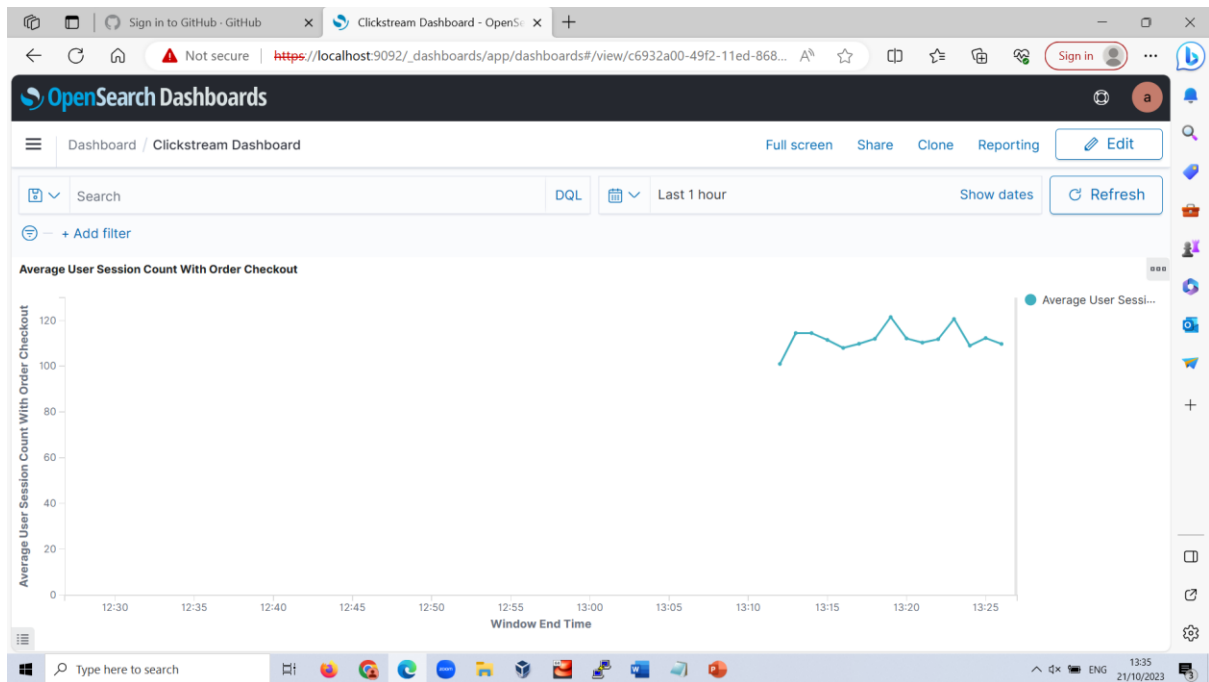 Sign in to GitHub · GitHub
Clickstream Dashboard - OpenSe
Not secure https://localhost:9092/_dashboards/app/dashboards#/view/c6932a00-49f2-11ed-868... Sign in
OpenSearch Dashboards a
Dashboard / Clickstream Dashboard Full screen Share Clone Reporting Edit
Search DQL Last 1 hour Show dates Refresh
+ Add filter
Average User Session Count With Order Checkout
Average User Sessi...
Average User Session Count With Order Checkout
120
100
80
60
40
20
0
12:30 12:35 12:40 12:45 12:50 12:55 13:00 13:05 13:10 13:15 13:20 13:25
Window End Time
Type here to search
ENG
13:35
21/10/2023
3